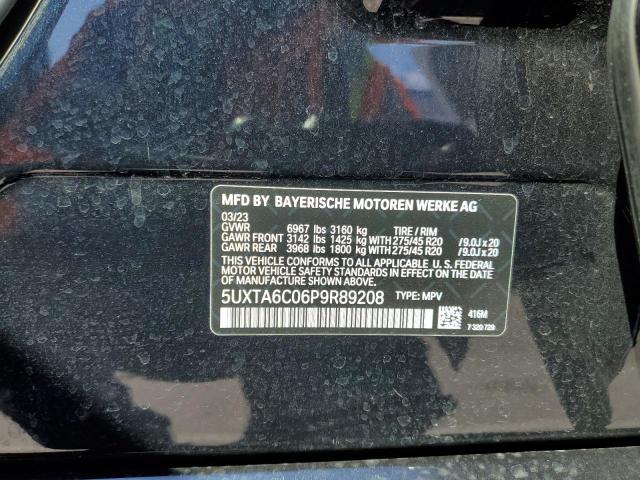 MFD BY BAYERISCHE MOTOREN WERKE AG
03/23
GVWR 6967 lbs 3160 kg TIRE / RIM
GAWR FRONT 3142 lbs 1425 kg WITH 275/45 R20 /9.0J x 20
GAWR REAR 3968 lbs 1800 kg WITH 275/45 R20 /9.0J x 20
THIS VEHICLE CONFORMS TO ALL APPLICABLE U. S. FEDERAL
MOTOR VEHICLE SAFETY STANDARDS IN EFFECT ON THE DATE
OF MANUFACTURE SHOWN ABOVE.
5UXTA6C06P9R89208 TYPE: MPV
416M
7 320 729